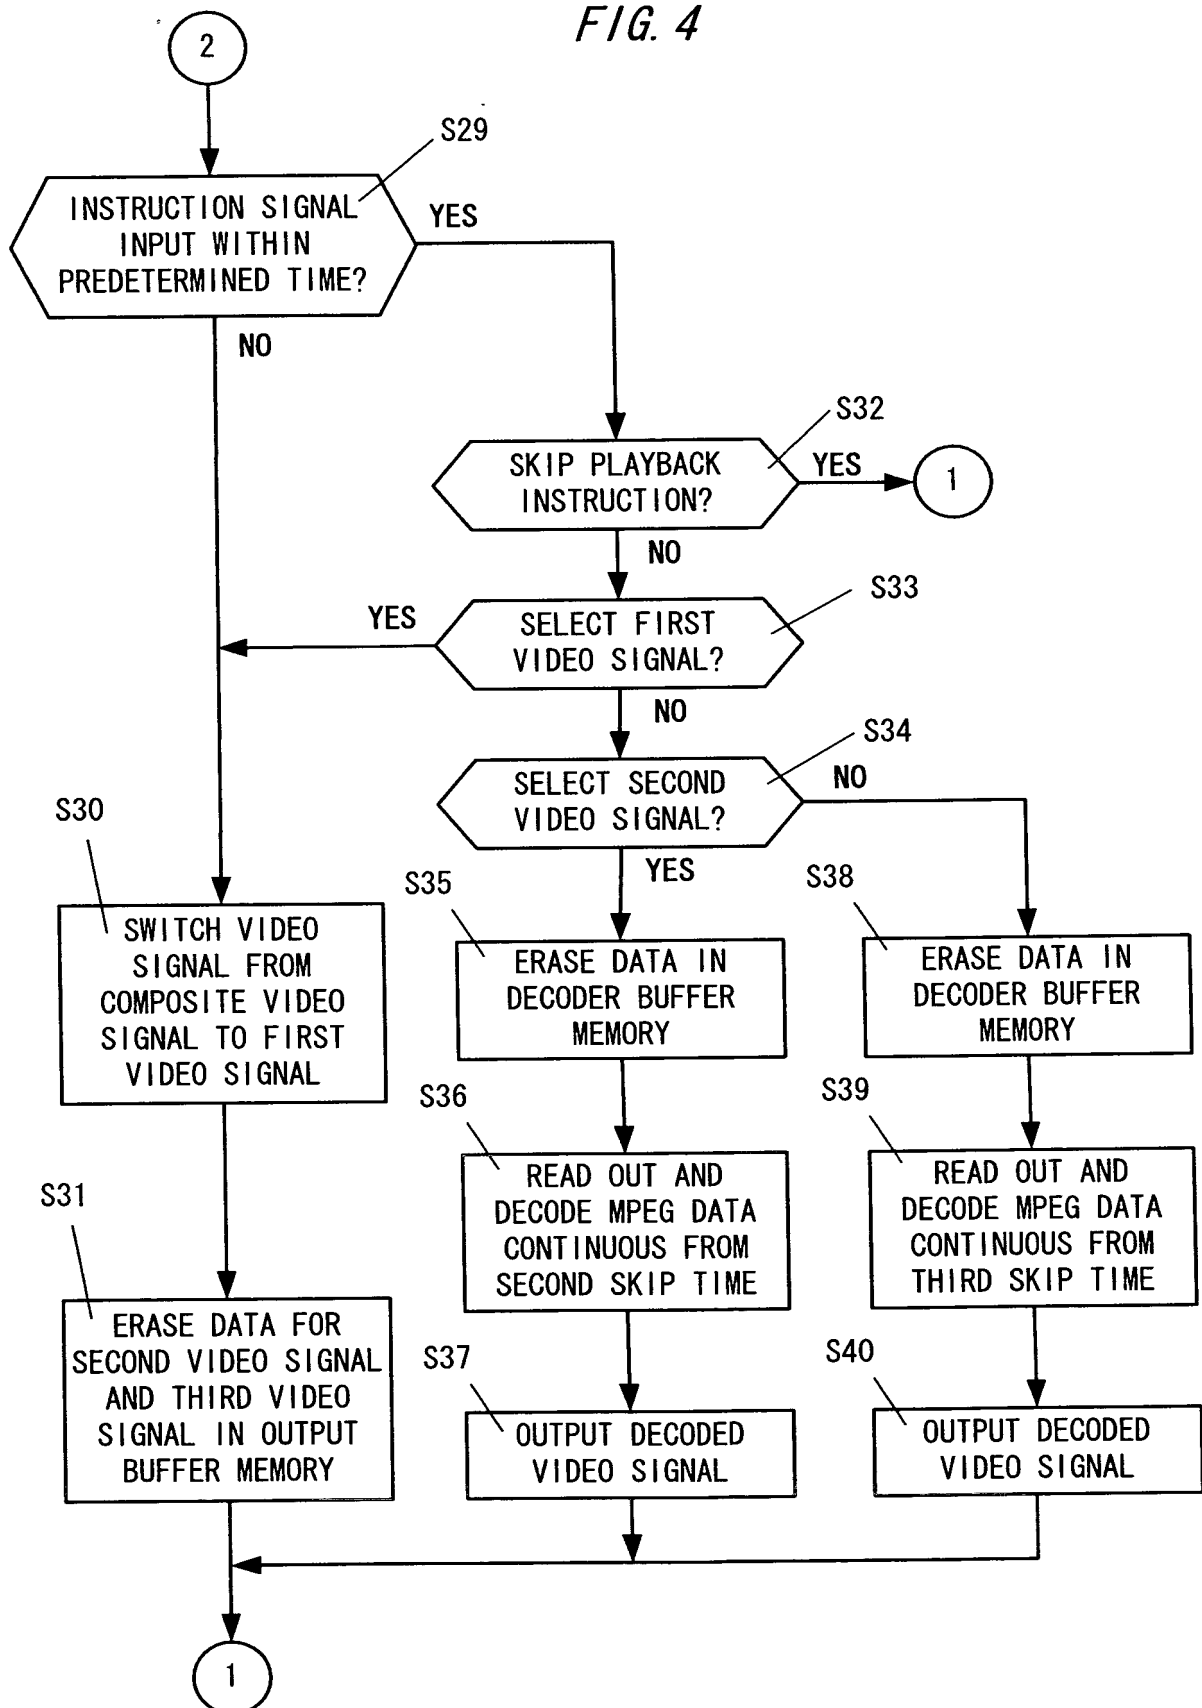 FIG. 4
2
S29
INSTRUCTION SIGNAL
INPUT WITHIN
PREDETERMINED TIME?
YES
NO
S32
SKIP PLAYBACK
INSTRUCTION?
YES
1
NO
S33
SELECT FIRST
VIDEO SIGNAL?
YES
NO
S34
SELECT SECOND
VIDEO SIGNAL?
NO
YES
S30
SWITCH VIDEO
SIGNAL FROM
COMPOSITE VIDEO
SIGNAL TO FIRST
VIDEO SIGNAL
S35
ERASE DATA IN
DECODER BUFFER
MEMORY
S38
ERASE DATA IN
DECODER BUFFER
MEMORY
S36
READ OUT AND
DECODE MPEG DATA
CONTINUOUS FROM
SECOND SKIP TIME
S39
READ OUT AND
DECODE MPEG DATA
CONTINUOUS FROM
THIRD SKIP TIME
S31
ERASE DATA FOR
SECOND VIDEO SIGNAL
AND THIRD VIDEO
SIGNAL IN OUTPUT
BUFFER MEMORY
S37
OUTPUT DECODED
VIDEO SIGNAL
S40
OUTPUT DECODED
VIDEO SIGNAL
1